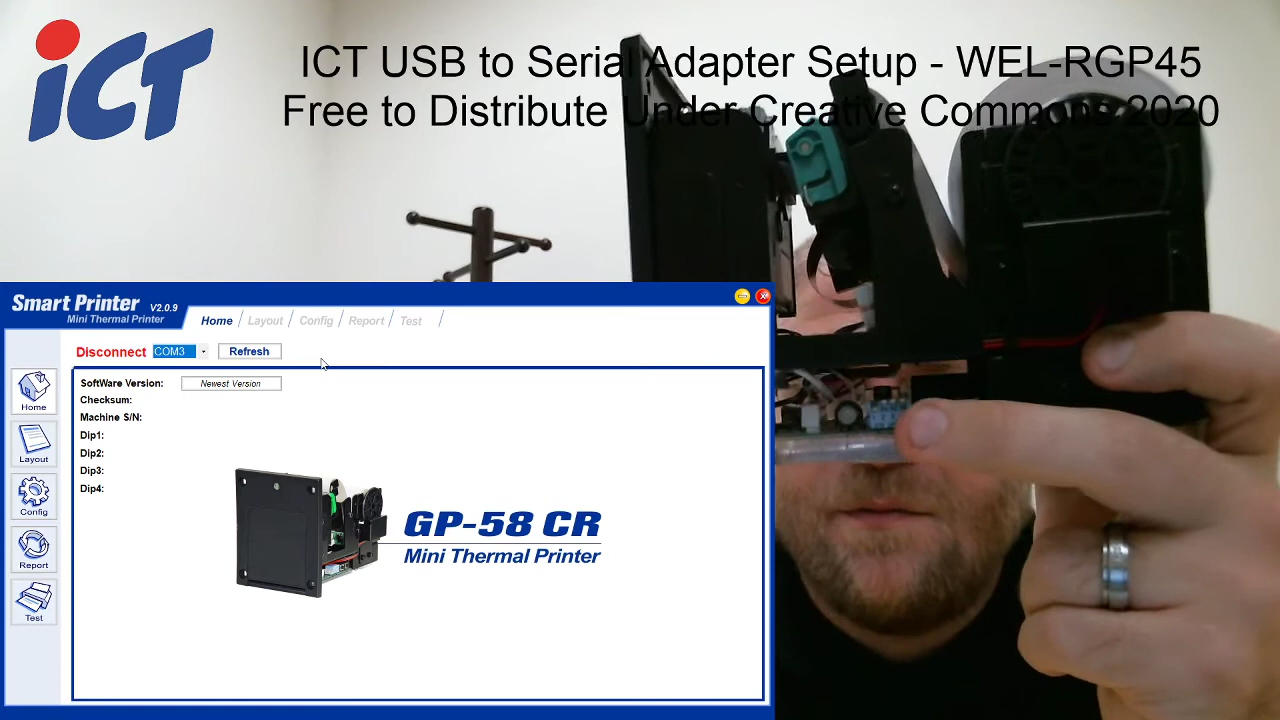 iCT
ICT USB to Serial Adapter Setup - WEL-RGP45
Free to Distribute Under Creative Commons 2020
Smart Printer V2.0.9
Mini Thermal Printer
Home Layout Config Report Test
Disconnect COM3 Refresh
SoftWare Version: Newest Version
Checksum:
Machine S/N:
Dip1:
Dip2:
Dip3:
Dip4:
Home
Layout
Config
Report
Test
GP-58 CR
Mini Thermal Printer